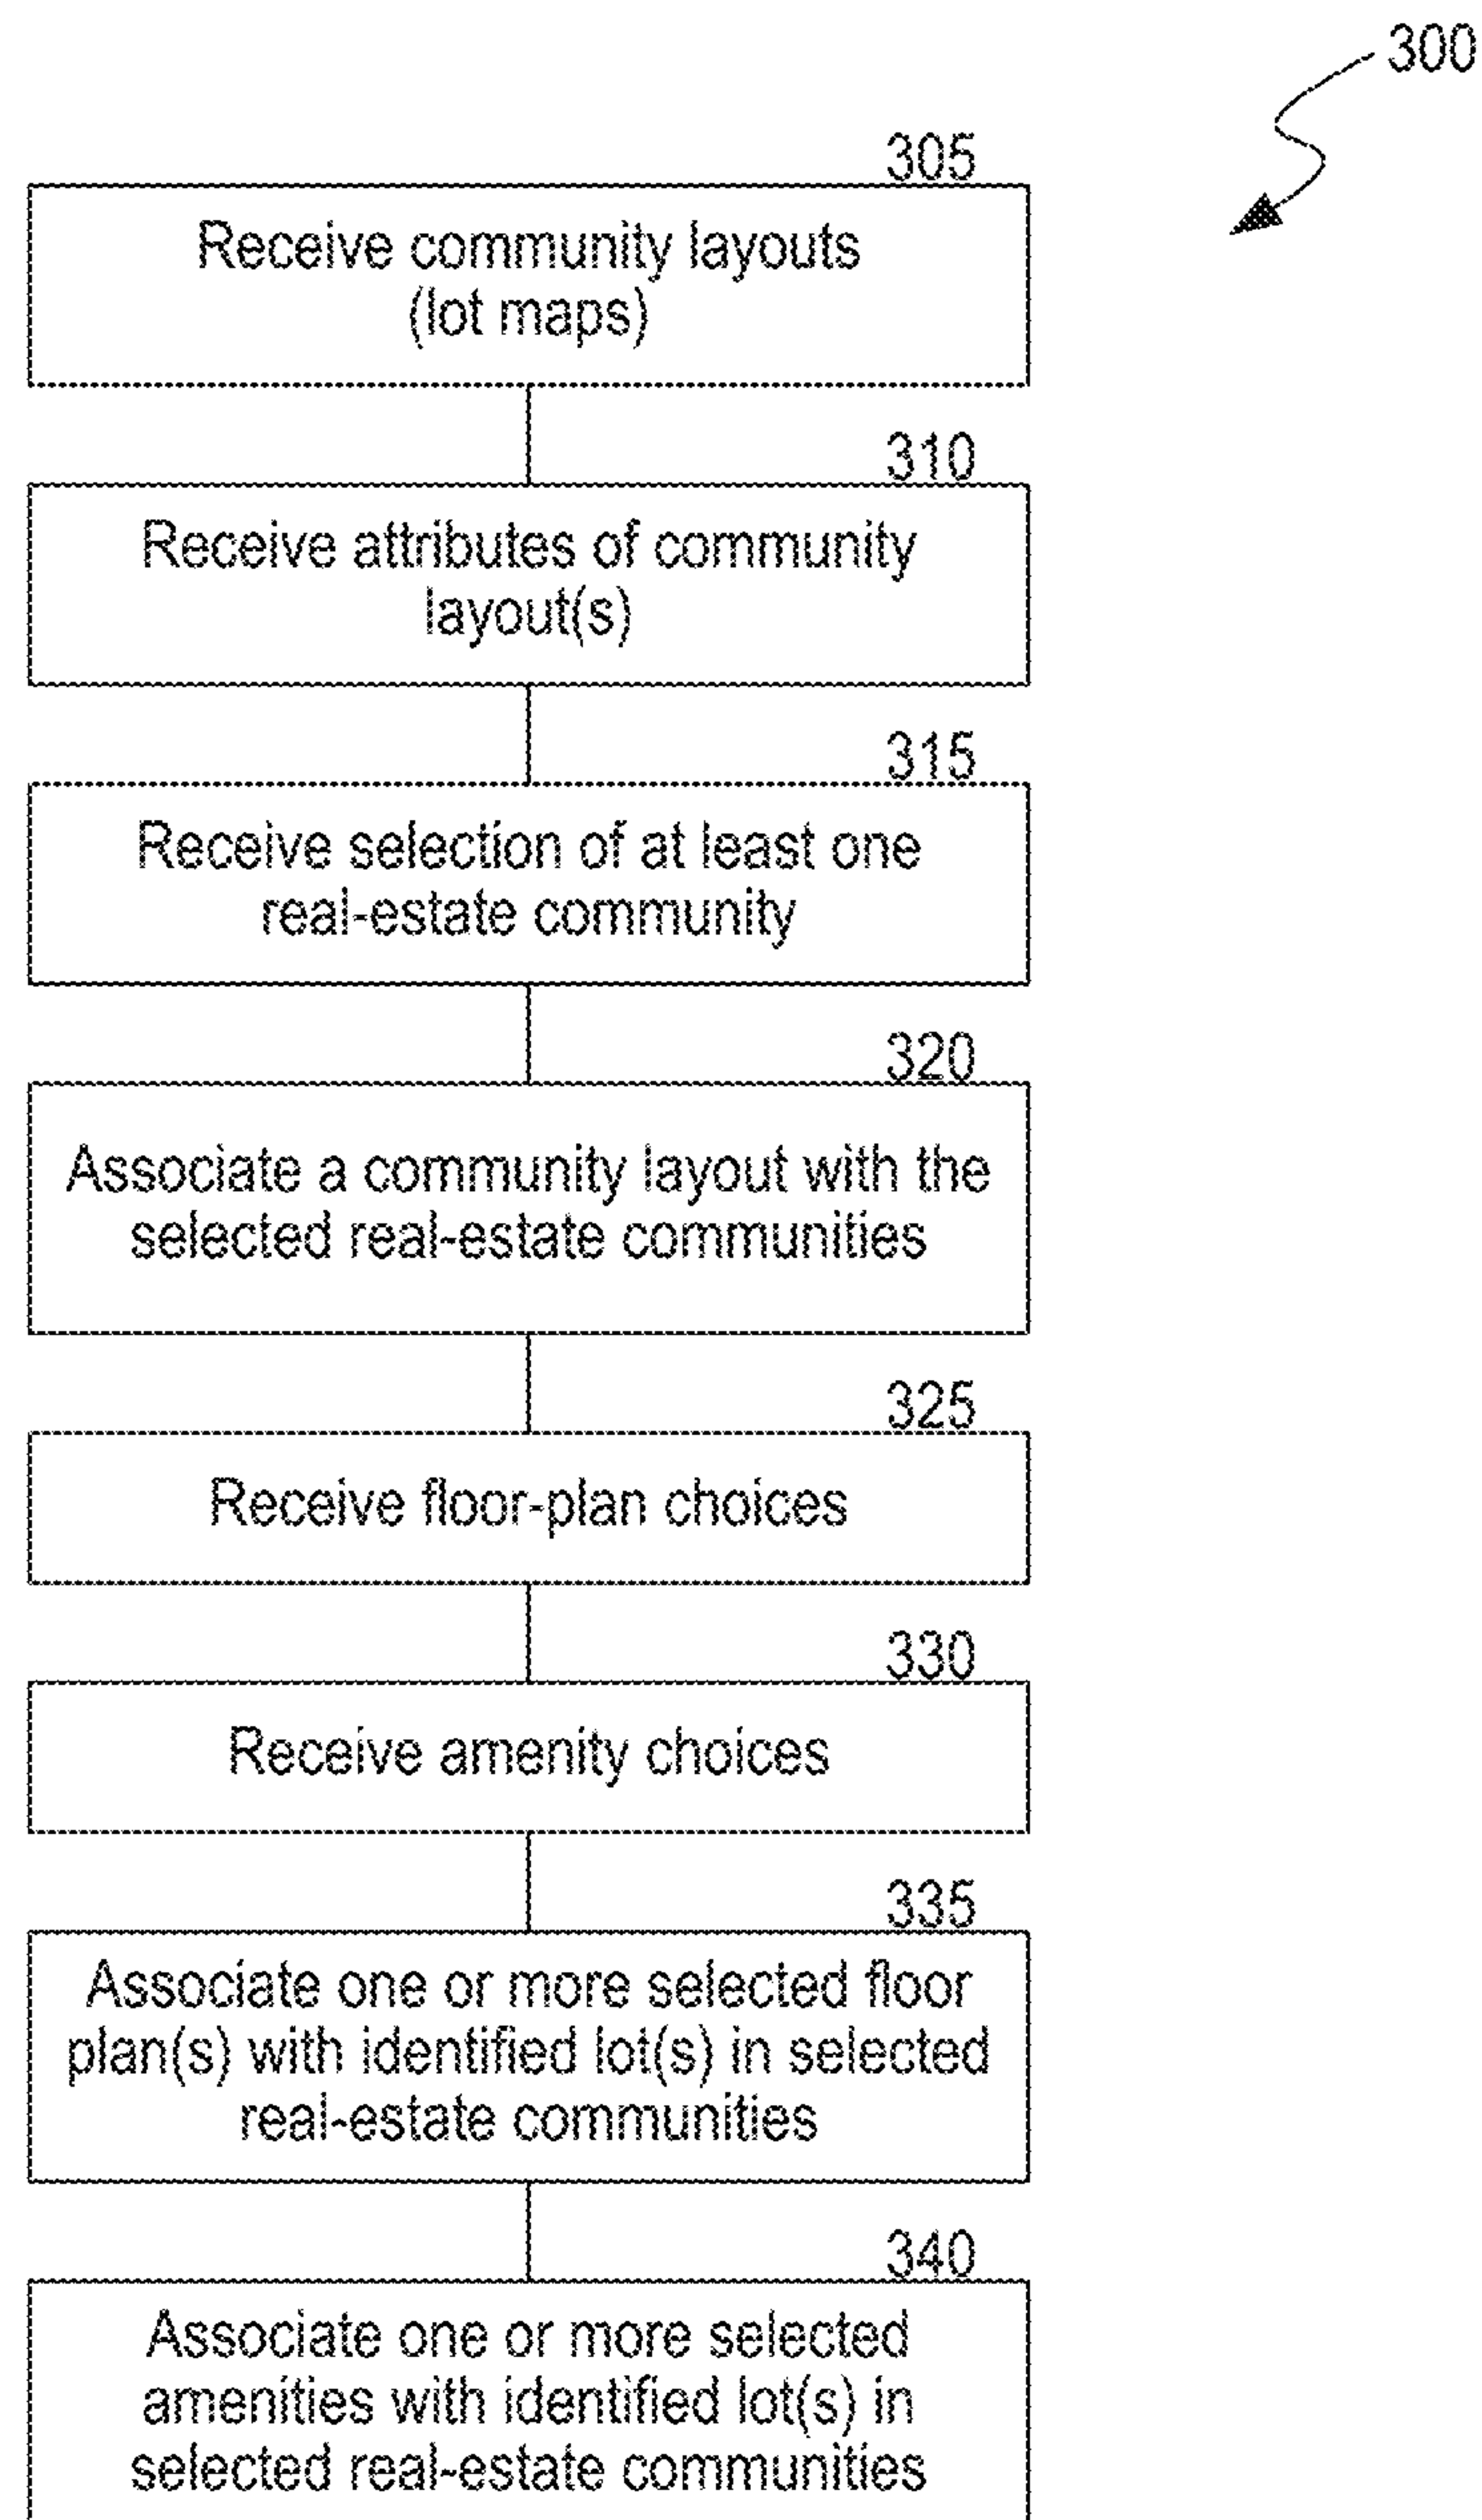 300
305
Receive community layouts
(lot maps)
310
Receive attributes of community
layout(s)
315
Receive selection of at least one
real-estate community
320
Associate a community layout with the
selected real-estate communities
325
Receive floor-plan choices
330
Receive amenity choices
335
Associate one or more selected floor
plan(s) with identified lot(s) in selected
real-estate communities
340
Associate one or more selected
amenities with identified lot(s) in
selected real-estate communities